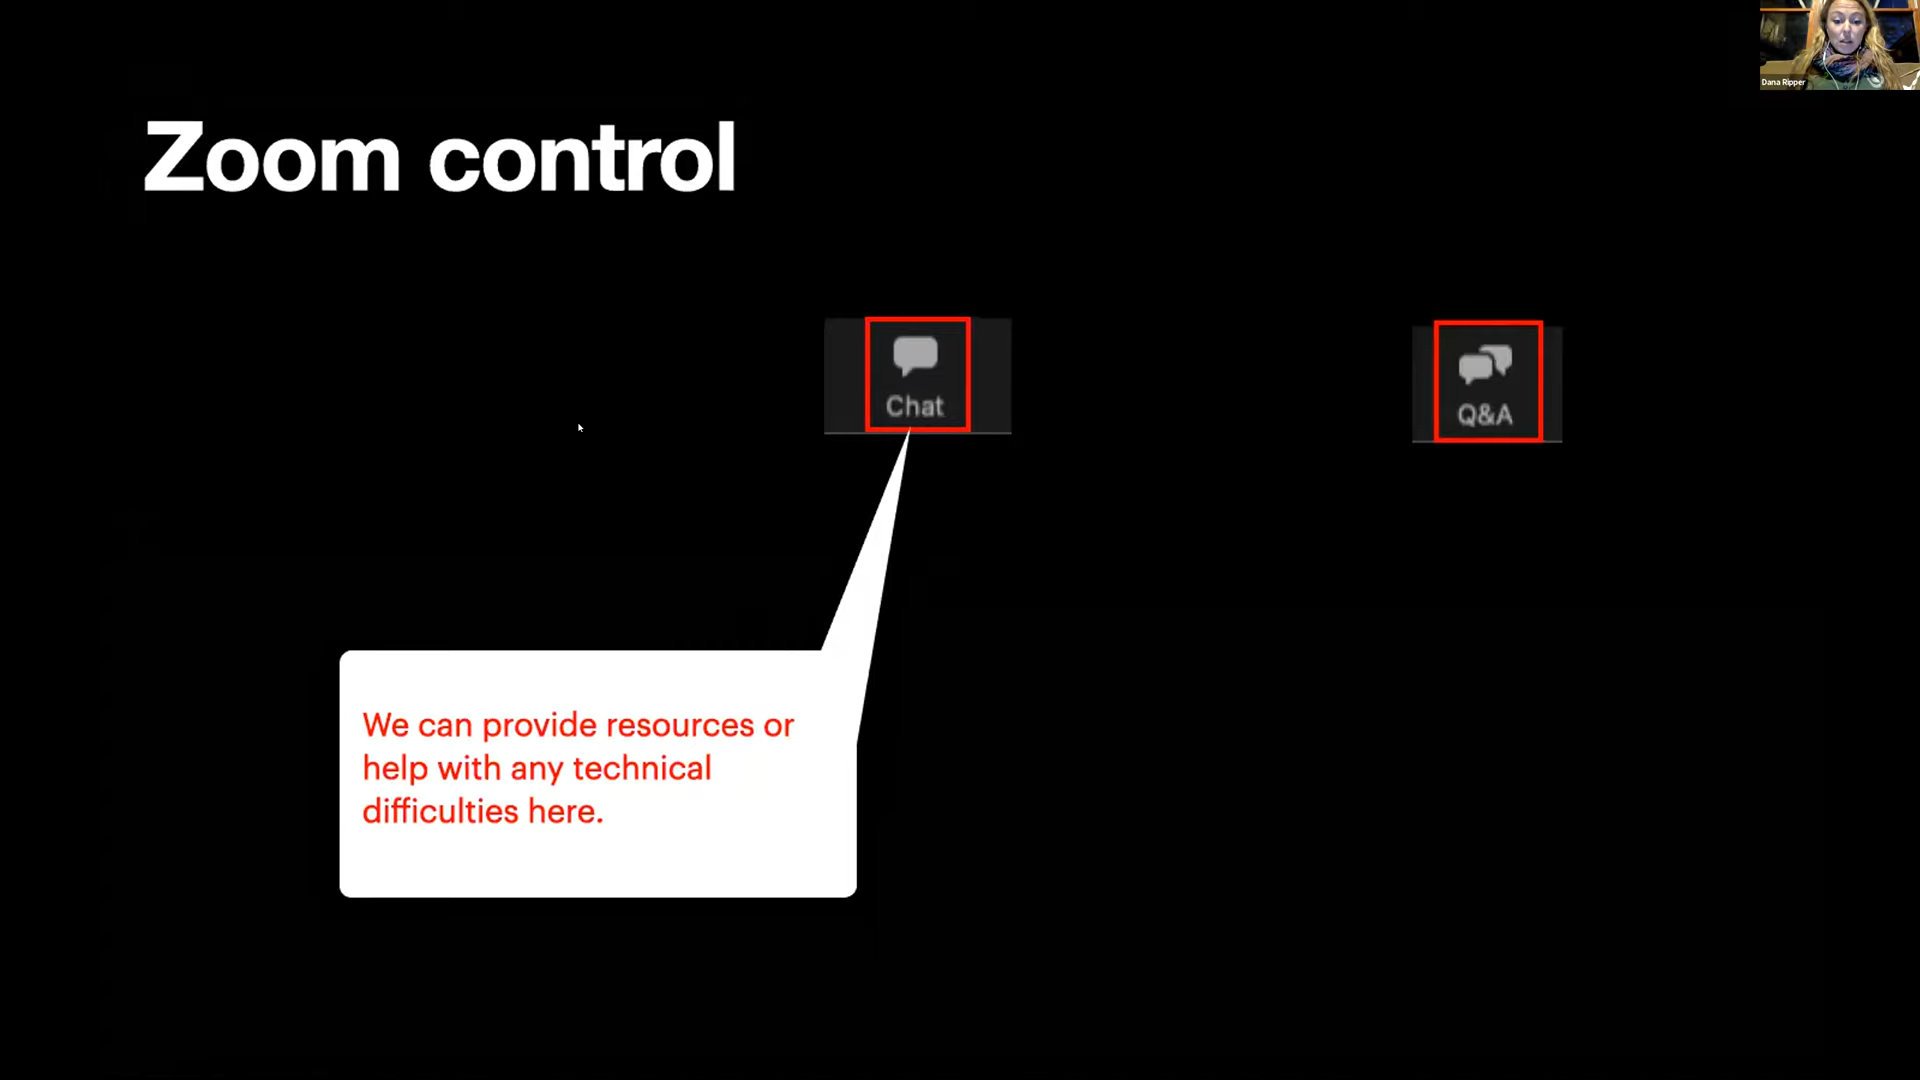 Dana Ripper
Zoom control
Chat
Q&A
We can provide resources or
help with any technical
difficulties here.